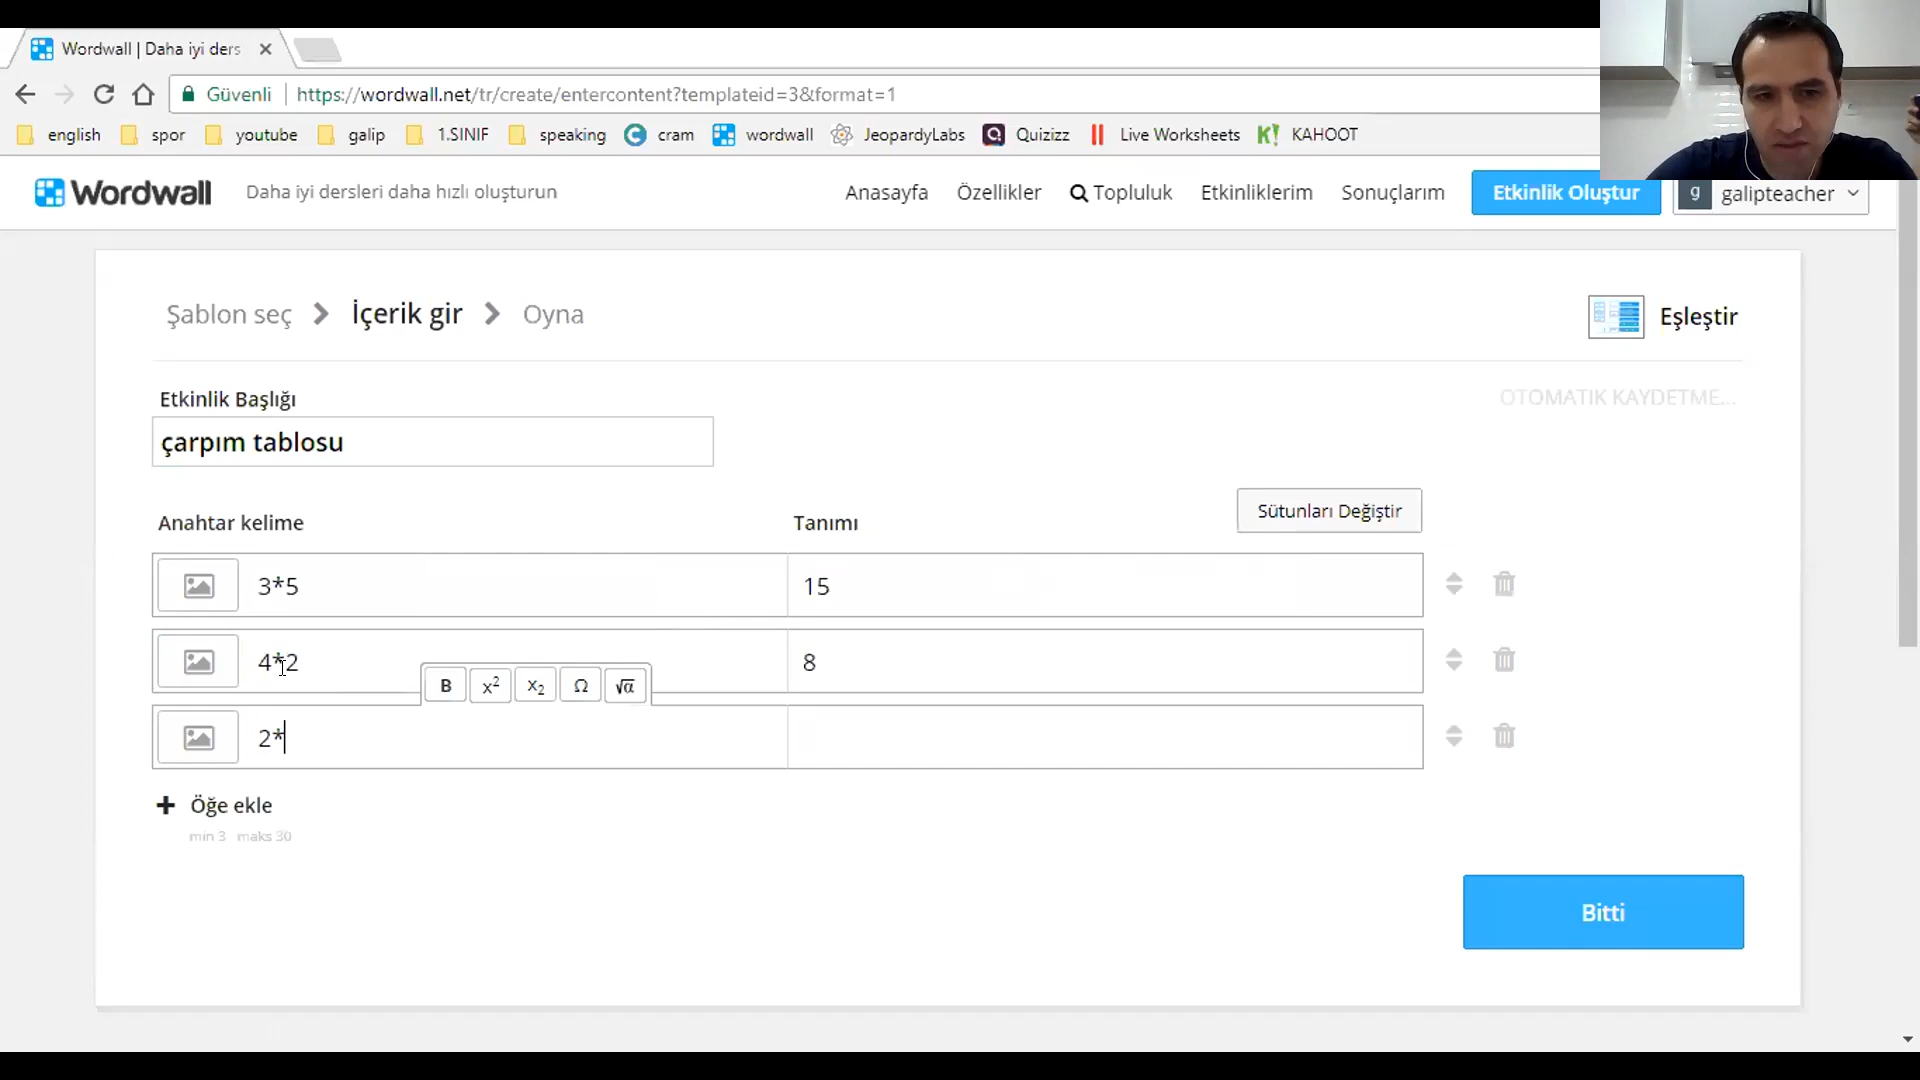 Wordwall | Daha iyi ders
Güvenli https://wordwall.net/tr/create/entercontent?templateid=3&format=1
english spor youtube galip 1.SINIF speaking cram wordwall JeopardyLabs Quizizz Live Worksheets KAHOOT
Wordwall Daha iyi dersleri daha hızlı oluşturun Anasayfa Özellikler Topluluk Etkinliklerim Sonuçlarım Etkinlik Oluştur g galipteacher
Şablon seç İçerik gir Oyna Eşleştir
Etkinlik Başlığı OTOMATIK KAYDETME...
çarpım tablosu
Anahtar kelime Tanımı Sütunları Değiştir
3*5 15
4*2 8
B x² x₂ Ω √α
2*
+ Öğe ekle
min 3 maks 30
Bitti